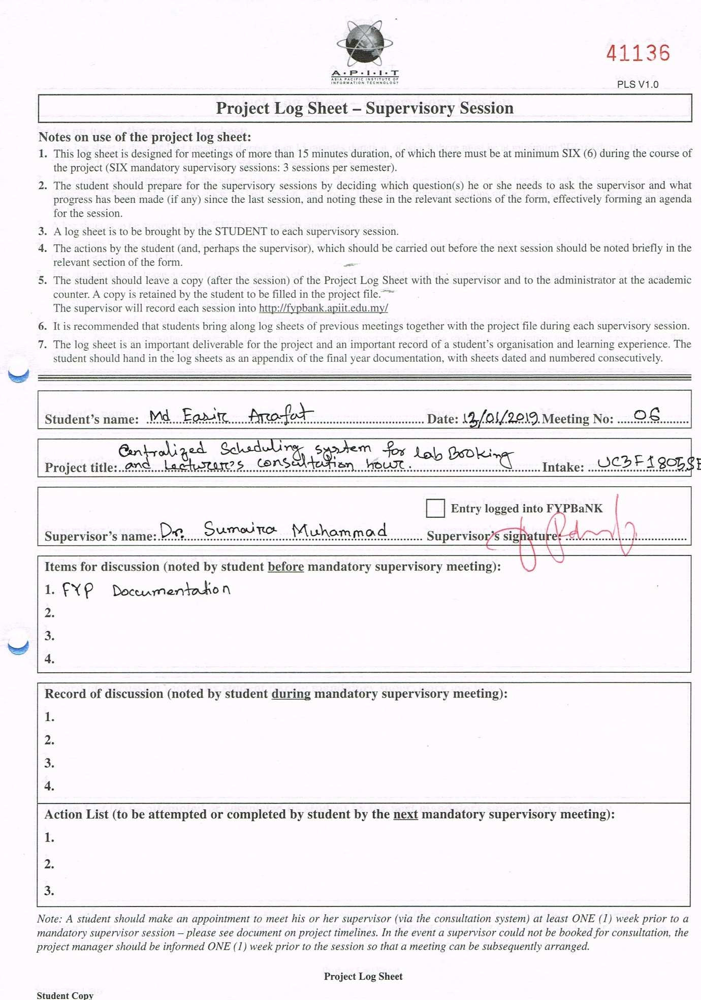 A·P·I·I·T
ASIA PACIFIC INSTITUTE OF
INFORMATION TECHNOLOGY
41136
PLS V1.0
Project Log Sheet – Supervisory Session
Notes on use of the project log sheet:
1. This log sheet is designed for meetings of more than 15 minutes duration, of which there must be at minimum SIX (6) during the course of
the project (SIX mandatory supervisory sessions: 3 sessions per semester).
2. The student should prepare for the supervisory sessions by deciding which question(s) he or she needs to ask the supervisor and what
progress has been made (if any) since the last session, and noting these in the relevant sections of the form, effectively forming an agenda
for the session.
3. A log sheet is to be brought by the STUDENT to each supervisory session.
4. The actions by the student (and, perhaps the supervisor), which should be carried out before the next session should be noted briefly in the
relevant section of the form.
5. The student should leave a copy (after the session) of the Project Log Sheet with the supervisor and to the administrator at the academic
counter. A copy is retained by the student to be filled in the project file.
The supervisor will record each session into http://fypbank.apiit.edu.my/
6. It is recommended that students bring along log sheets of previous meetings together with the project file during each supervisory session.
7. The log sheet is an important deliverable for the project and an important record of a student's organisation and learning experience. The
student should hand in the log sheets as an appendix of the final year documentation, with sheets dated and numbered consecutively.
Student's name: Md Easir Arafat Date: 13/01/2019 Meeting No: 06
Centralized Scheduling system for lab Booking
Project title: and Lecturer's consultation hour. Intake: UC3F1805SE
Entry logged into FYPBaNK
Supervisor's name: Dr. Sumaira Muhammad Supervisor's signature:
Items for discussion (noted by student before mandatory supervisory meeting):
1. FYP Documentation
2.
3.
4.
Record of discussion (noted by student during mandatory supervisory meeting):
1.
2.
3.
4.
Action List (to be attempted or completed by student by the next mandatory supervisory meeting):
1.
2.
3.
Note: A student should make an appointment to meet his or her supervisor (via the consultation system) at least ONE (1) week prior to a
mandatory supervisor session – please see document on project timelines. In the event a supervisor could not be booked for consultation, the
project manager should be informed ONE (1) week prior to the session so that a meeting can be subsequently arranged.
Project Log Sheet
Student Copy